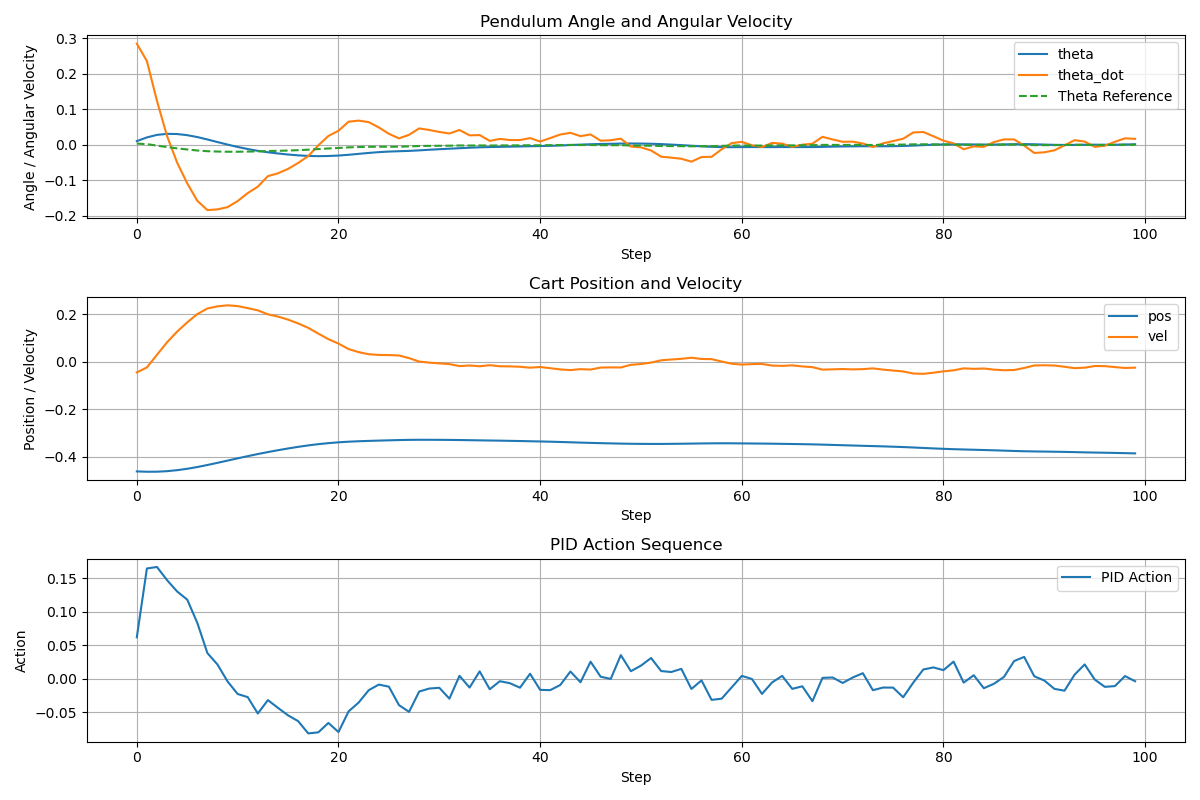 Pendulum Angle and Angular Velocity
Angle / Angular Velocity
0.3
0.2
0.1
0.0
−0.1
−0.2
theta
theta_dot
Theta Reference
0 20 40 60 80 100
Step
Cart Position and Velocity
Position / Velocity
0.2
0.0
−0.2
−0.4
pos
vel
0 20 40 60 80 100
Step
PID Action Sequence
Action
0.15
0.10
0.05
0.00
−0.05
PID Action
0 20 40 60 80 100
Step